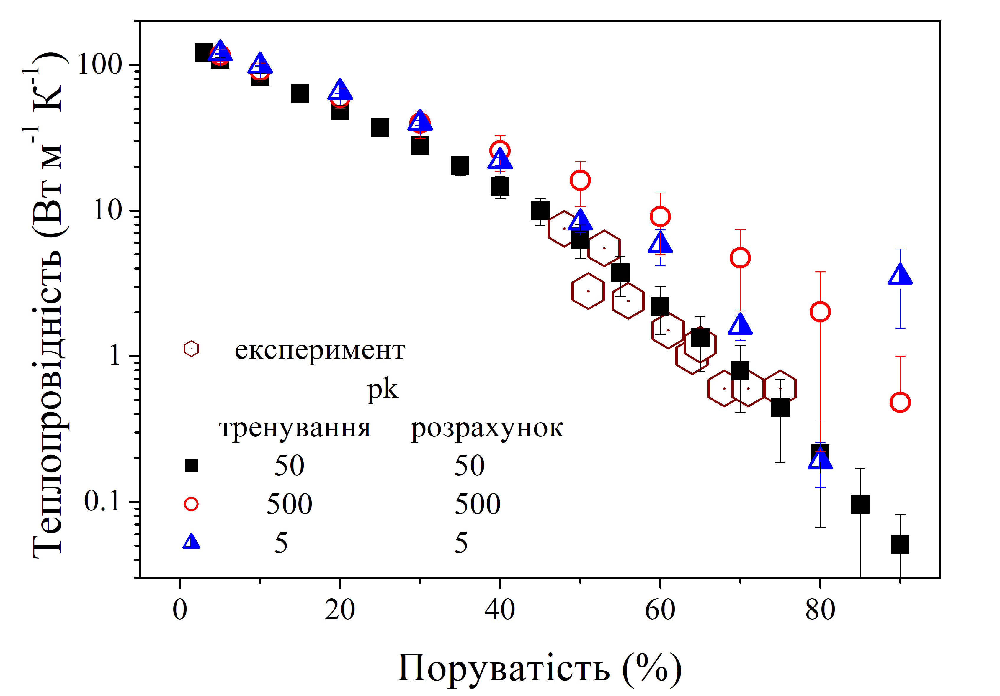 Теплопровідність (Вт м⁻¹ К⁻¹)
100
10
1
0.1
експеримент
pk
тренування розрахунок
50 50
500 500
5 5
0 20 40 60 80
Поруватість (%)